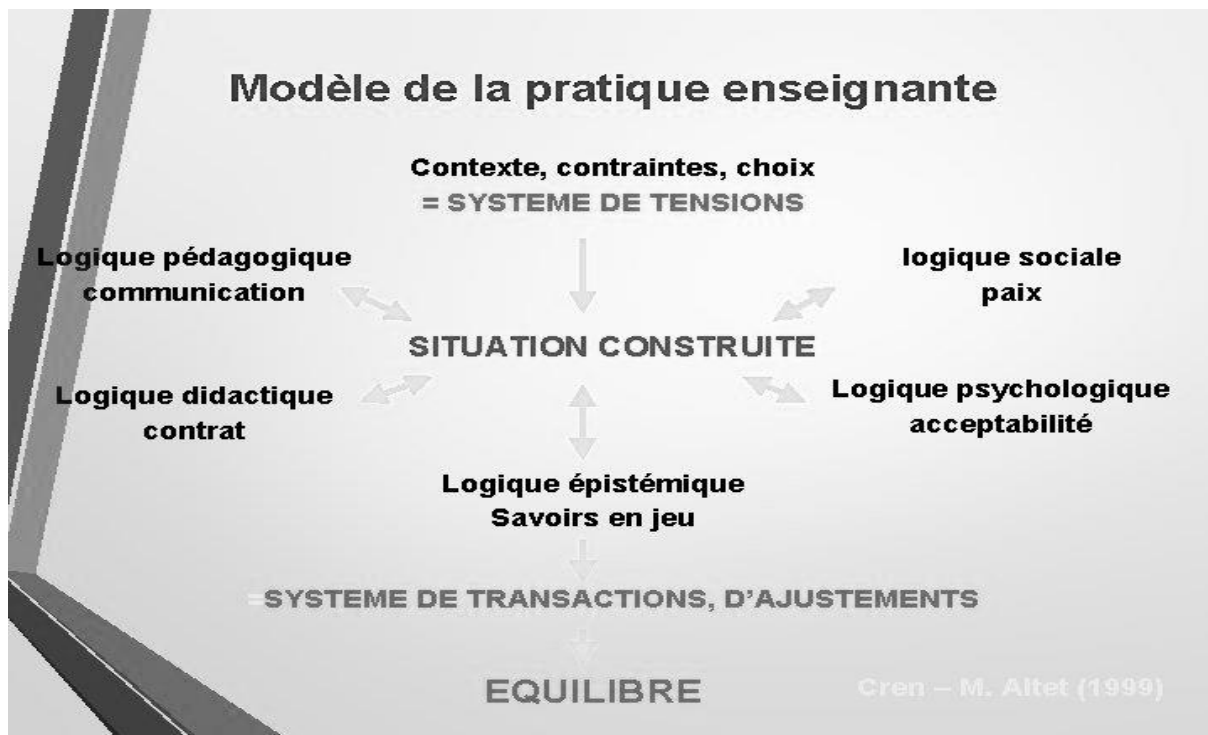 Modèle de la pratique enseignante
Contexte, contraintes, choix
= SYSTEME DE TENSIONS
Logique pédagogique
communication
logique sociale
paix
SITUATION CONSTRUITE
Logique didactique
contrat
Logique psychologique
acceptabilité
Logique épistémique
Savoirs en jeu
=SYSTEME DE TRANSACTIONS, D'AJUSTEMENTS
EQUILIBRE
Cren – M. Altet (1999)